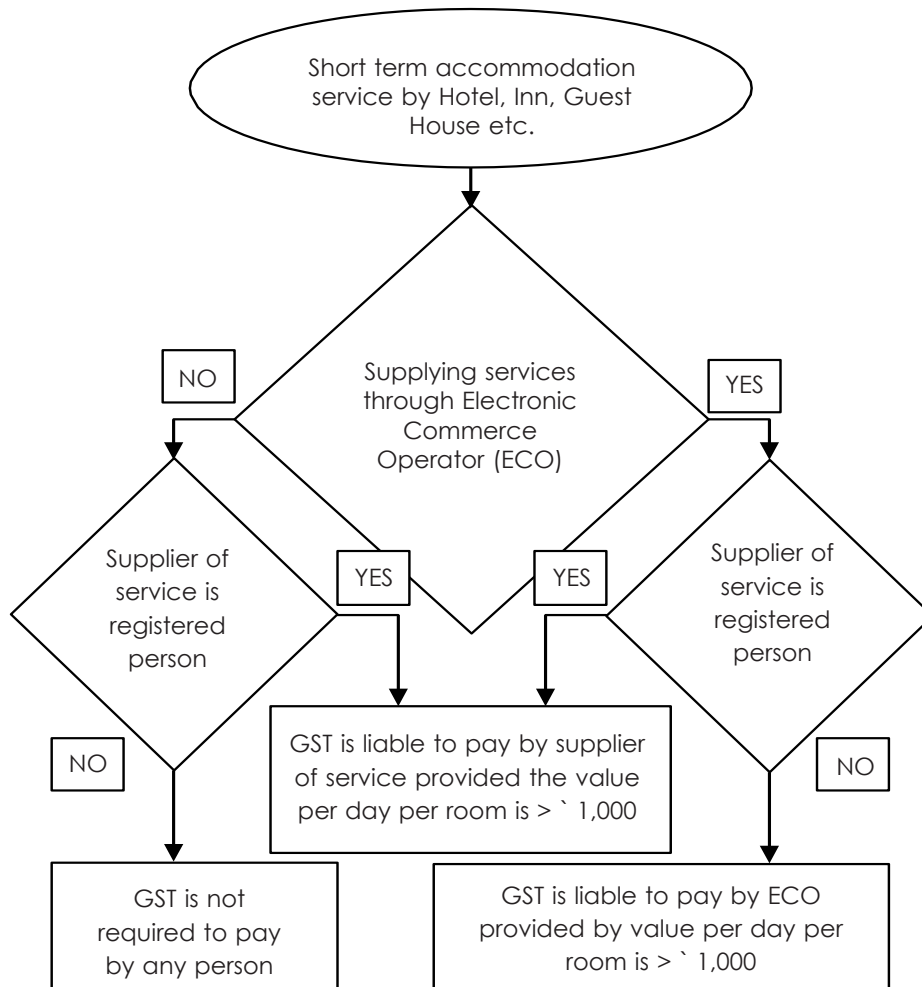 Short term accommodation
service by Hotel, Inn, Guest
House etc.
NO
Supplying services
through Electronic
Commerce
Operator (ECO)
YES
Supplier of
service is
registered
person
YES
YES
Supplier of
service is
registered
person
NO
GST is liable to pay by supplier
of service provided the value
per day per room is > ` 1,000
NO
GST is not
required to pay
by any person
GST is liable to pay by ECO
provided by value per day per
room is > ` 1,000